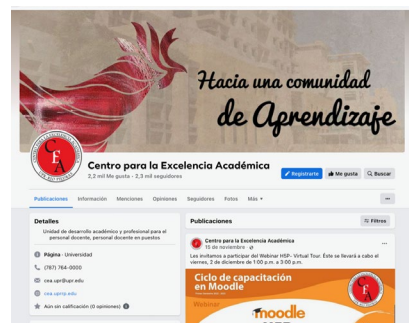 Hacia una comunidad
de Aprendizaje
CEA
Centro para la Excelencia Académica
2,2 mil Me gusta • 2,3 mil seguidores
Registrarte
Me gusta
Buscar
Publicaciones Información Menciones Opiniones Seguidores Fotos Más
Detalles
Unidad de desarrollo académico y profesional para el
personal docente, personal docente en puestos
Página · Universidad
(787) 764-0000
cea.upr@upr.edu
cea.uprrp.edu
Aún sin calificación (0 opiniones)
Publicaciones
Filtros
Centro para la Excelencia Académica
15 de noviembre
Les invitamos a participar del Webinar H5P- Virtual Tour. Éste se llevará a cabo el
viernes, 2 de diciembre de 1:00 p.m. a 3:00 p.m.
Ciclo de capacitación
en Moodle
Webinar
moodle